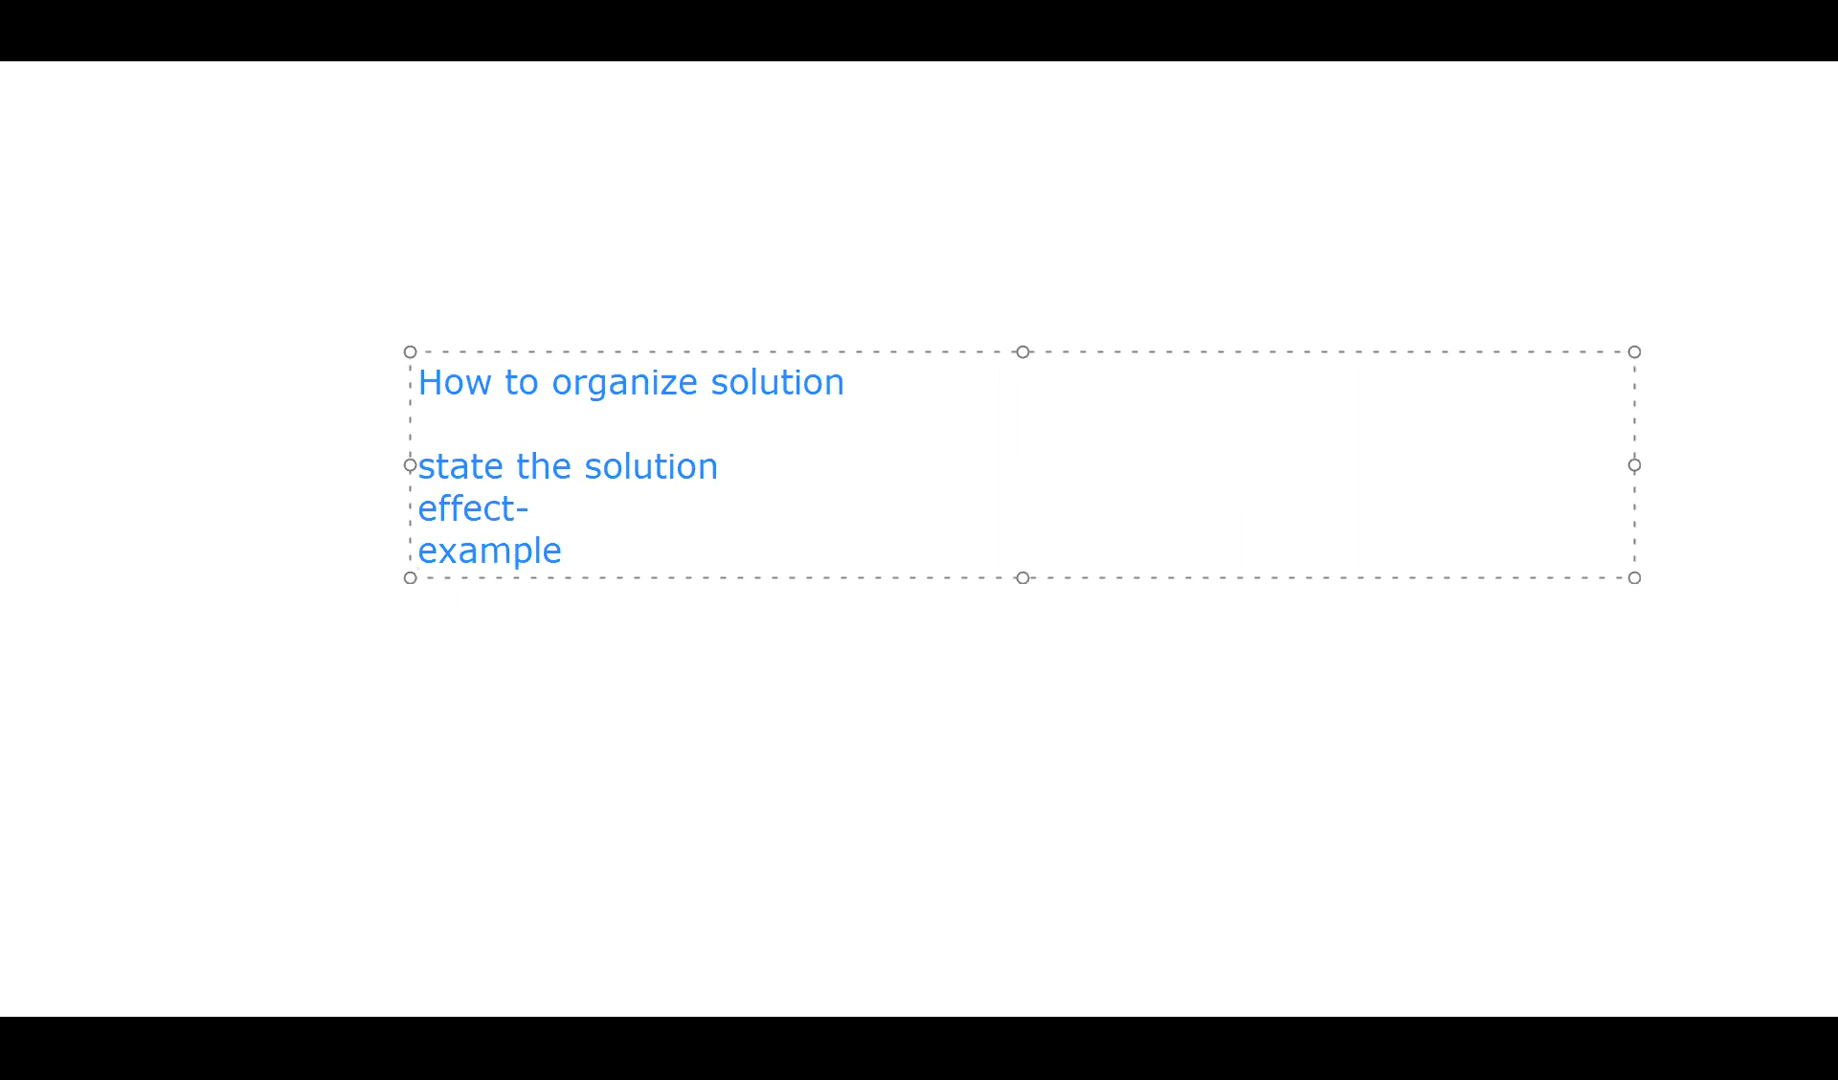 How to organize solution
state the solution
effect-
example